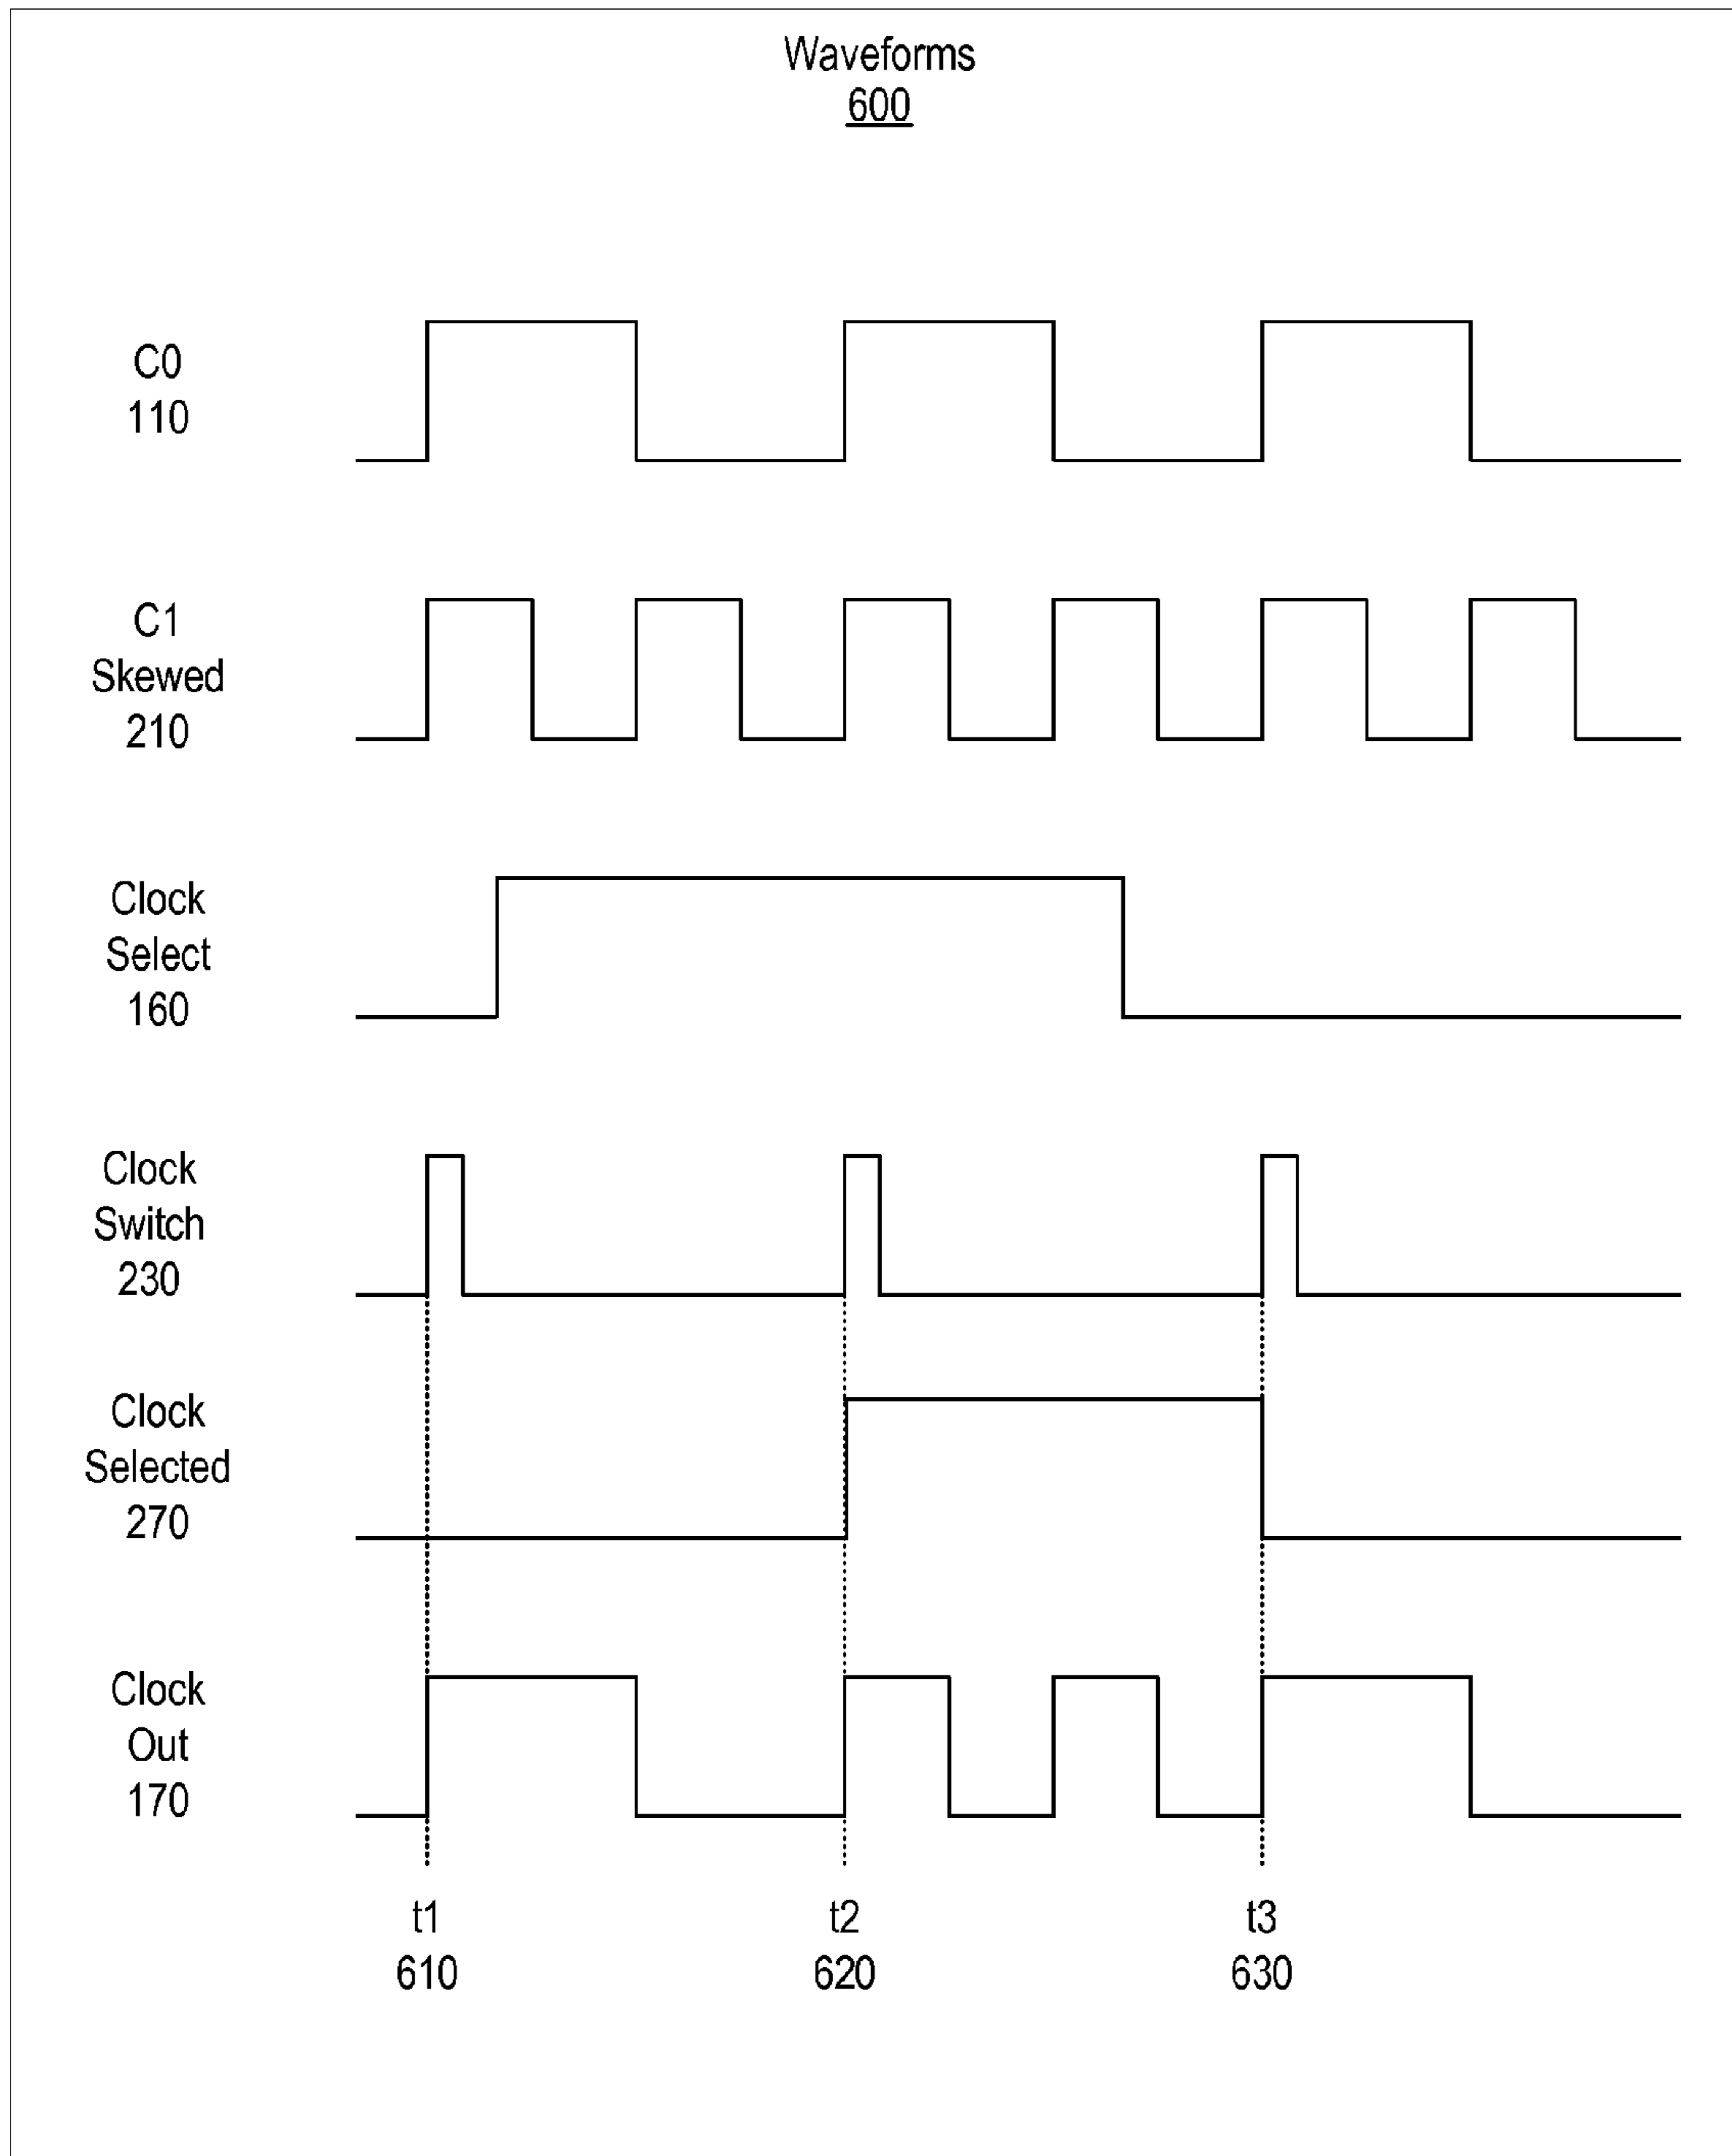 Waveforms
600
C0
110
C1
Skewed
210
Clock
Select
160
Clock
Switch
230
Clock
Selected
270
Clock
Out
170
t1
610
t2
620
t3
630